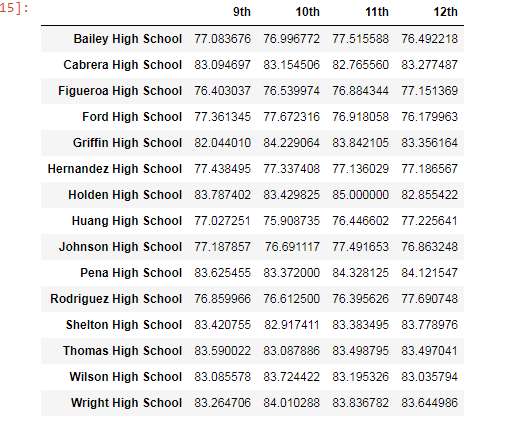 15]:
9th 10th 11th 12th
Bailey High School 77.083676 76.996772 77.515588 76.492218
Cabrera High School 83.094697 83.154506 82.765560 83.277487
Figueroa High School 76.403037 76.539974 76.884344 77.151369
Ford High School 77.361345 77.672316 76.918058 76.179963
Griffin High School 82.044010 84.229064 83.842105 83.356164
Hernandez High School 77.438495 77.337408 77.136029 77.186567
Holden High School 83.787402 83.429825 85.000000 82.855422
Huang High School 77.027251 75.908735 76.446602 77.225641
Johnson High School 77.187857 76.691117 77.491653 76.863248
Pena High School 83.625455 83.372000 84.328125 84.121547
Rodriguez High School 76.859966 76.612500 76.395626 77.690748
Shelton High School 83.420755 82.917411 83.383495 83.778976
Thomas High School 83.590022 83.087886 83.498795 83.497041
Wilson High School 83.085578 83.724422 83.195326 83.035794
Wright High School 83.264706 84.010288 83.836782 83.644986